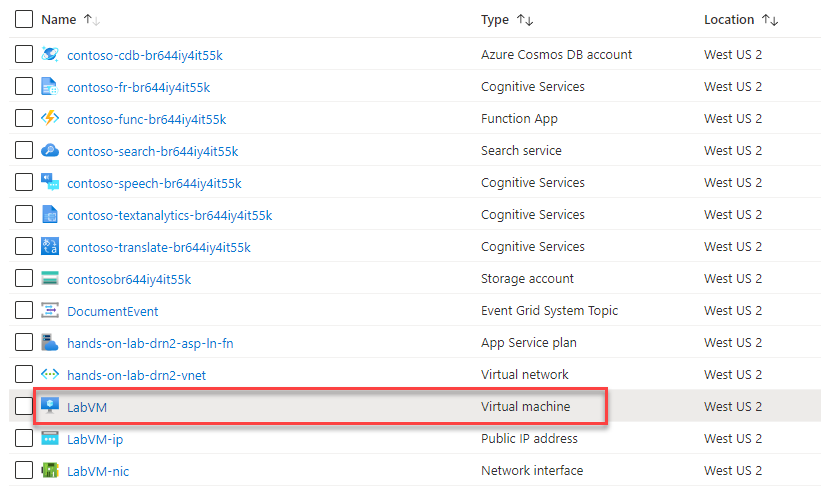 Name ↑↓ Type ↑↓ Location ↑↓
contoso-cdb-br644iy4it55k Azure Cosmos DB account West US 2
contoso-fr-br644iy4it55k Cognitive Services West US 2
contoso-func-br644iy4it55k Function App West US 2
contoso-search-br644iy4it55k Search service West US 2
contoso-speech-br644iy4it55k Cognitive Services West US 2
contoso-textanalytics-br644iy4it55k Cognitive Services West US 2
contoso-translate-br644iy4it55k Cognitive Services West US 2
contosobr644iy4it55k Storage account West US 2
DocumentEvent Event Grid System Topic West US 2
hands-on-lab-drn2-asp-ln-fn App Service plan West US 2
hands-on-lab-drn2-vnet Virtual network West US 2
LabVM Virtual machine West US 2
LabVM-ip Public IP address West US 2
LabVM-nic Network interface West US 2